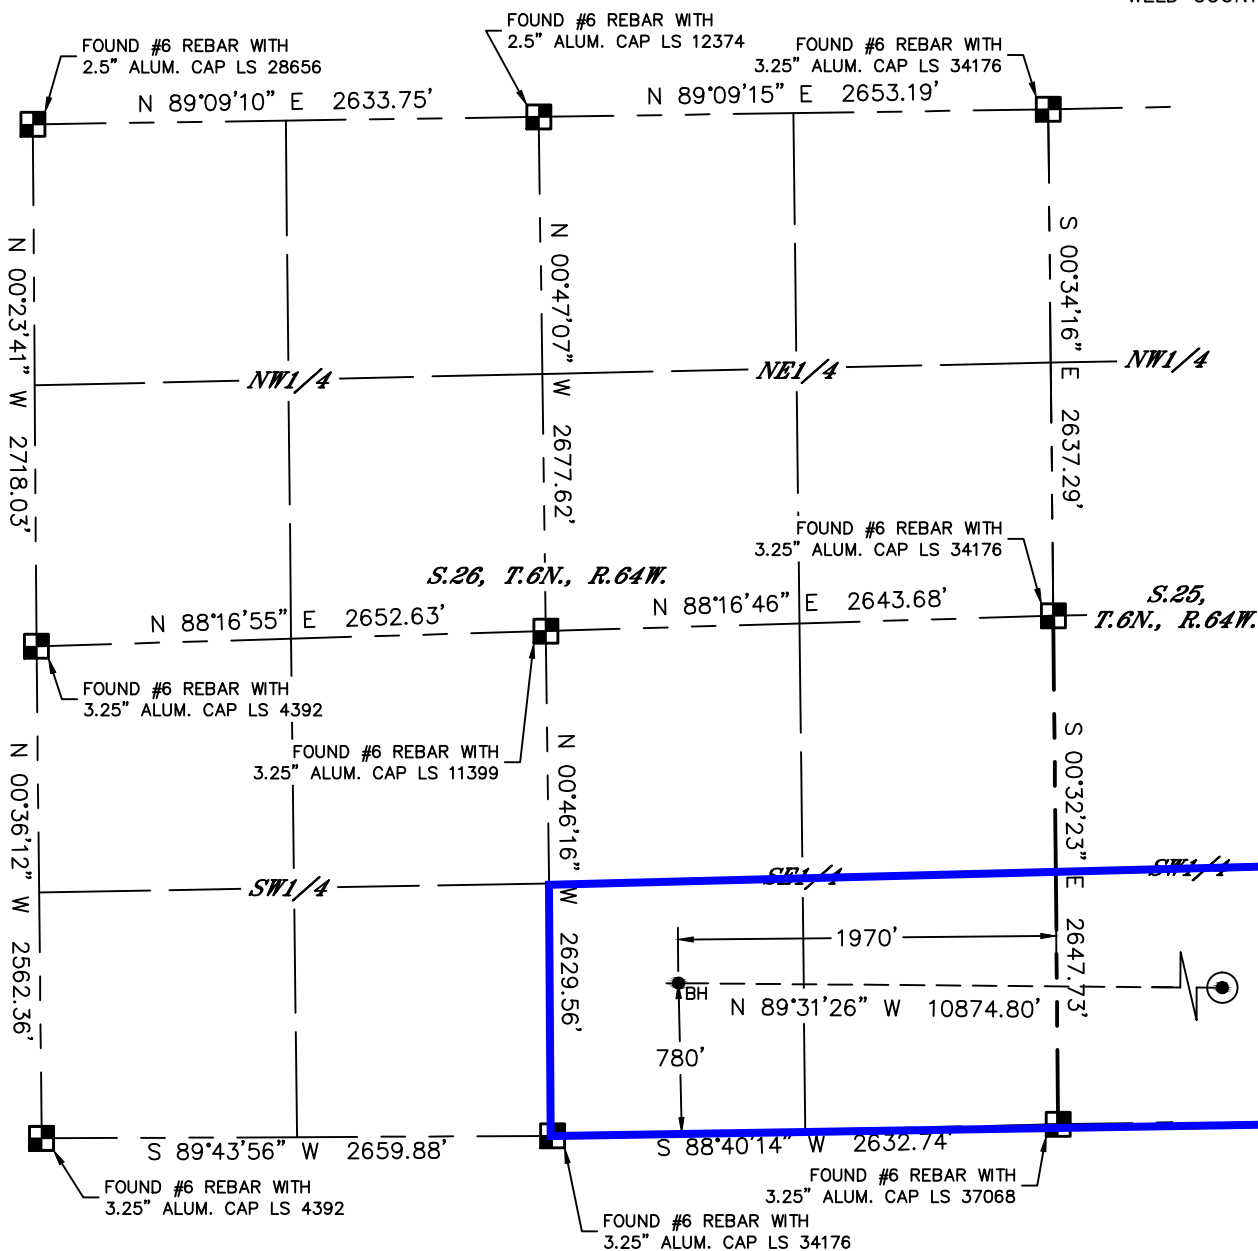 FOUND #6 REBAR WITH
2.5" ALUM. CAP LS 28656
FOUND #6 REBAR WITH
2.5" ALUM. CAP LS 12374
FOUND #6 REBAR WITH
3.25" ALUM. CAP LS 34176
N 89°09'10" E 2633.75'
N 89°09'15" E 2653.19'
N 00°23'41" W 2718.03'
N 00°47'07" W 2677.62'
S 00°34'16" E 2637.29'
NW1/4
NE1/4
NW1/4
FOUND #6 REBAR WITH
3.25" ALUM. CAP LS 34176
S.26, T.6N., R.64W.
S.25,
T.6N., R.64W.
N 88°16'55" E 2652.63'
N 88°16'46" E 2643.68'
FOUND #6 REBAR WITH
3.25" ALUM. CAP LS 4392
FOUND #6 REBAR WITH
3.25" ALUM. CAP LS 11399
N 00°36'12" W 2562.36'
N 00°46'16" W 2629.56'
S 00°32'23" E 2647.73'
SW1/4
SE1/4
SW1/4
1970'
BH
N 89°31'26" W 10874.80'
780'
S 89°43'56" W 2659.88'
S 88°40'14" W 2632.74'
FOUND #6 REBAR WITH
3.25" ALUM. CAP LS 4392
FOUND #6 REBAR WITH
3.25" ALUM. CAP LS 37068
FOUND #6 REBAR WITH
3.25" ALUM. CAP LS 34176